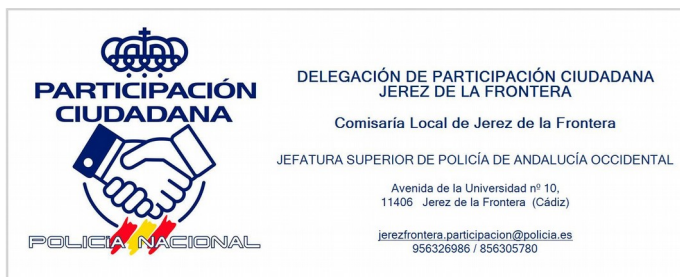 PARTICIPACIÓN
CIUDADANA
POLICIA NACIONAL
DELEGACIÓN DE PARTICIPACIÓN CIUDADANA
JEREZ DE LA FRONTERA
Comisaría Local de Jerez de la Frontera
JEFATURA SUPERIOR DE POLICÍA DE ANDALUCÍA OCCIDENTAL
Avenida de la Universidad nº 10,
11406 Jerez de la Frontera (Cádiz)
jerezfrontera.participacion@policia.es
956326986 / 856305780